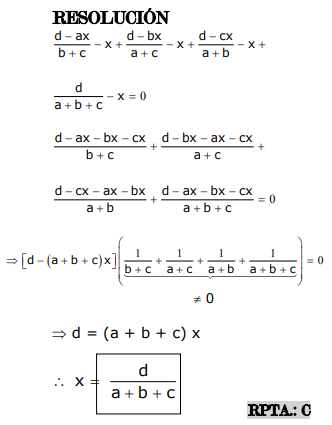 RESOLUCIÓN
(d – ax)/(b + c) – x + (d – bx)/(a + c) – x + (d – cx)/(a + b) – x +
d/(a + b + c) – x = 0
(d – ax – bx – cx)/(b + c) + (d – bx – ax – cx)/(a + c) +
(d – cx – ax – bx)/(a + b) + (d – ax – bx – cx)/(a + b + c) = 0
⇒ [d – (a + b + c) x] (1/(b + c) + 1/(a + c) + 1/(a + b) + 1/(a + b + c)) = 0
≠ 0
⇒ d = (a + b + c) x
∴ x = d/(a + b + c)
RPTA.: C